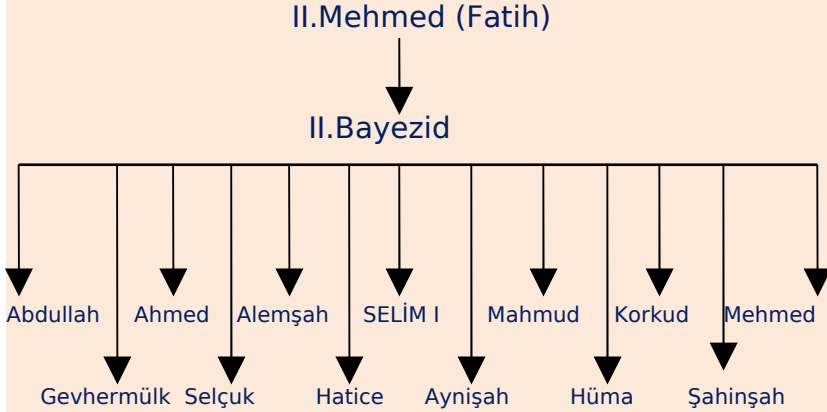 II.Mehmed (Fatih)
II.Bayezid
Abdullah Ahmed Alemşah SELİM I Mahmud Korkud Mehmed
Gevhermülk Selçuk Hatice Aynişah Hüma Şahinşah